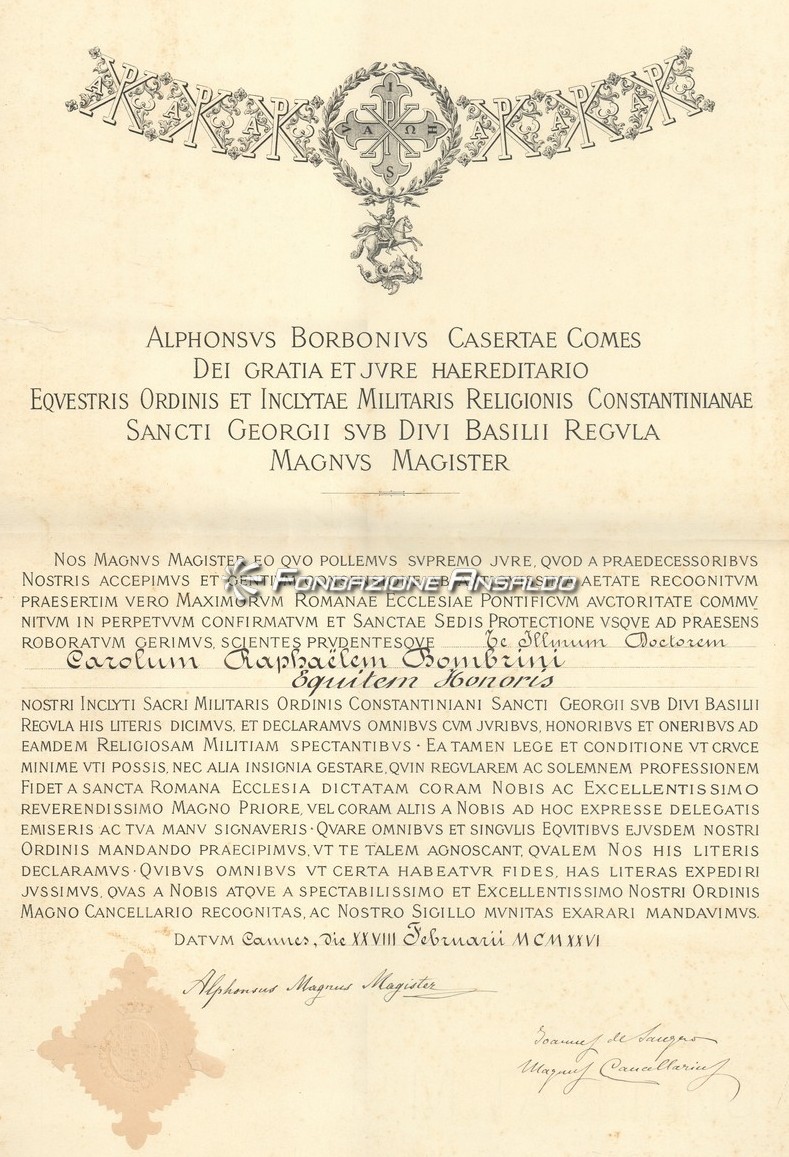 I
V A P Ω H
S
ALPHONSVS BORBONIVS CASERTAE COMES
DEI GRATIA ET JVRE HAEREDITARIO
EQVESTRIS ORDINIS ET INCLYTAE MILITARIS RELIGIONIS CONSTANTINIANAE
SANCTI GEORGII SVB DIVI BASILII REGVLA
MAGNVS MAGISTER
NOS MAGNVS MAGISTER EO QVO POLLEMVS SVPREMO JVRE, QVOD A PRAEDECESSORIBVS
NOSTRIS ACCEPIMVS ET AETATE RECOGNITVM
FONDAZIONE ANSALDO
PRAESERTIM VERO MAXIMORVM ROMANAE ECCLESIAE PONTIFICVM AVCTORITATE COMMV
NITVM IN PERPETVVM CONFIRMATVM ET SANCTAE SEDIS PROTECTIONE VSQVE AD PRAESENS
ROBORATVM GERIMVS, SCIENTES PRVDENTESQVE Te Illmum Doctorem
Carolum Raphaëlem Bombrini
Equitem Honoris
NOSTRI INCLYTI SACRI MILITARIS ORDINIS CONSTANTINIANI SANCTI GEORGII SVB DIVI BASILII
REGVLA HIS LITERIS DICIMVS, ET DECLARAMVS OMNIBVS CVM JVRIBVS, HONORIBVS ET ONERIBVS AD
EAMDEM RELIGIOSAM MILITIAM SPECTANTIBVS · EA TAMEN LEGE ET CONDITIONE VT CRVCE
MINIME VTI POSSIS, NEC ALIA INSIGNIA GESTARE, QVIN REGVLAREM AC SOLEMNEM PROFESSIONEM
FIDEI A SANCTA ROMANA ECCLESIA DICTATAM CORAM NOBIS AC EXCELLENTISSIMO
REVERENDISSIMO MAGNO PRIORE, VEL CORAM ALIIS A NOBIS AD HOC EXPRESSE DELEGATIS
EMISERIS AC TVA MANV SIGNAVERIS · QVARE OMNIBVS ET SINGVLIS EQVITIBVS EJVSDEM NOSTRI
ORDINIS MANDANDO PRAECIPIMVS, VT TE TALEM AGNOSCANT, QVALEM NOS HIS LITERIS
DECLARAMVS · QVIBVS OMNIBVS VT CERTA HABEATVR FIDES, HAS LITERAS EXPEDIRI
JVSSIMVS, QVAS A NOBIS ATQVE A SPECTABILISSIMO ET EXCELLENTISSIMO NOSTRI ORDINIS
MAGNO CANCELLARIO RECOGNITAS, AC NOSTRO SIGILLO MVNITAS EXARARI MANDAVIMVS.
DATVM Cannes, die XXVIII Februarii MCMXXVI
Alphonsus Magnus Magister
Joannes de Sangro
Magnus Cancellarius